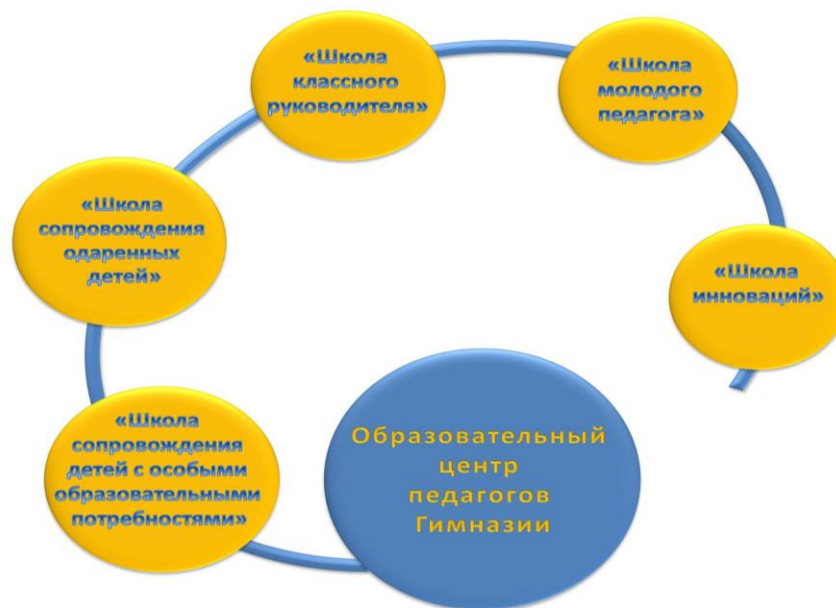 «Школа
классного
руководителя»
«Школа
молодого
педагога»
«Школа
сопровождения
одаренных
детей»
«Школа
инноваций»
«Школа
сопровождения
детей с особыми
образовательными
потребностями»
Образовательный
центр
педагогов
Гимназии